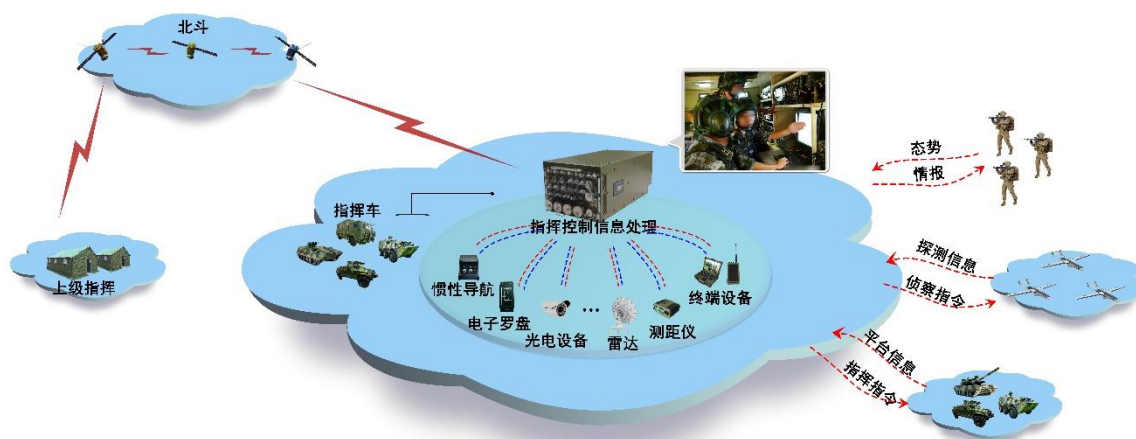 北斗
态势
情报
指挥车
指挥控制信息处理
探测信息
上级指挥
惯性导航
终端设备
侦察指令
电子罗盘
光电设备
...
雷达
测距仪
平台信息
指挥指令